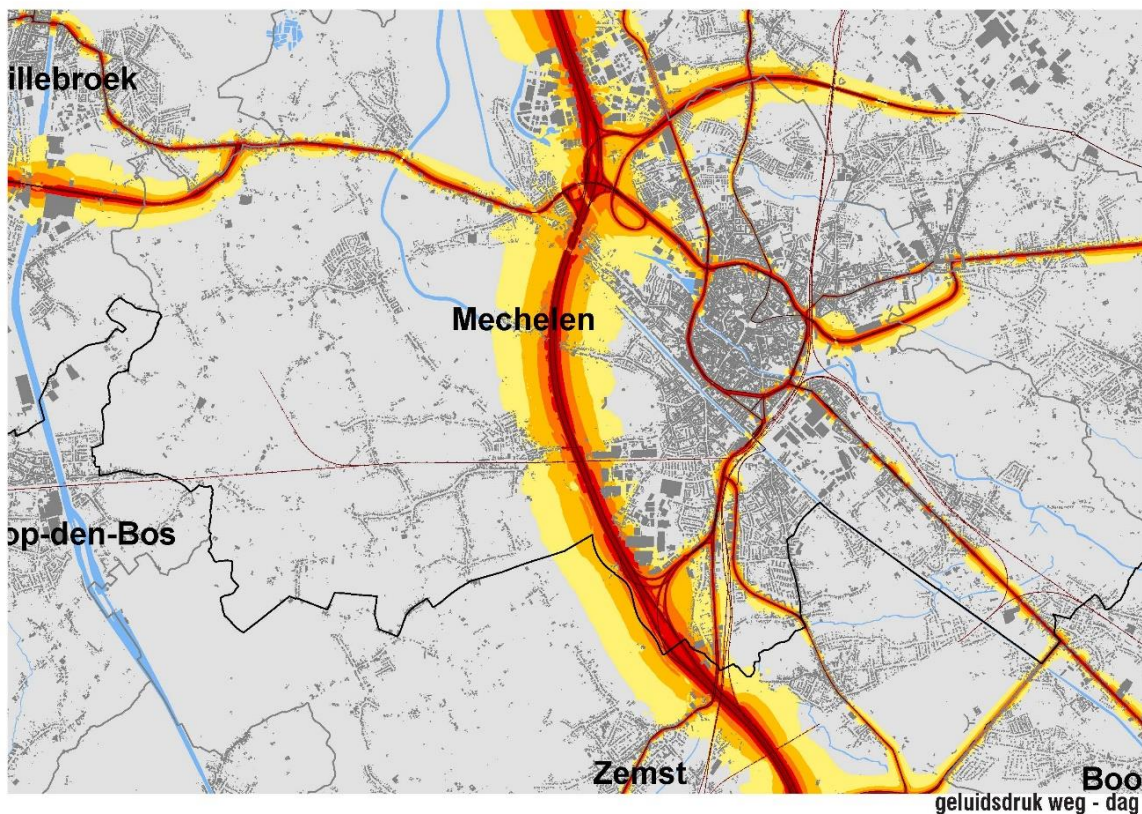 illebroek
Mechelen
op-den-Bos
Zemst
Boo
geluidsdruk weg - dag